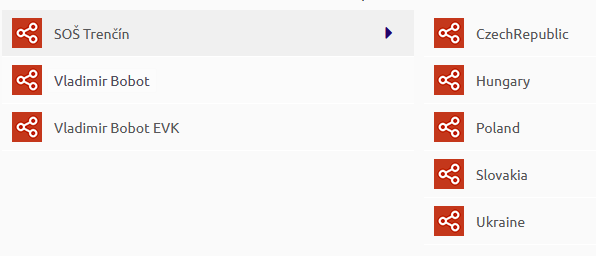 SOŠ Trenčín
Vladimir Bobot
Vladimir Bobot EVK
CzechRepublic
Hungary
Poland
Slovakia
Ukraine